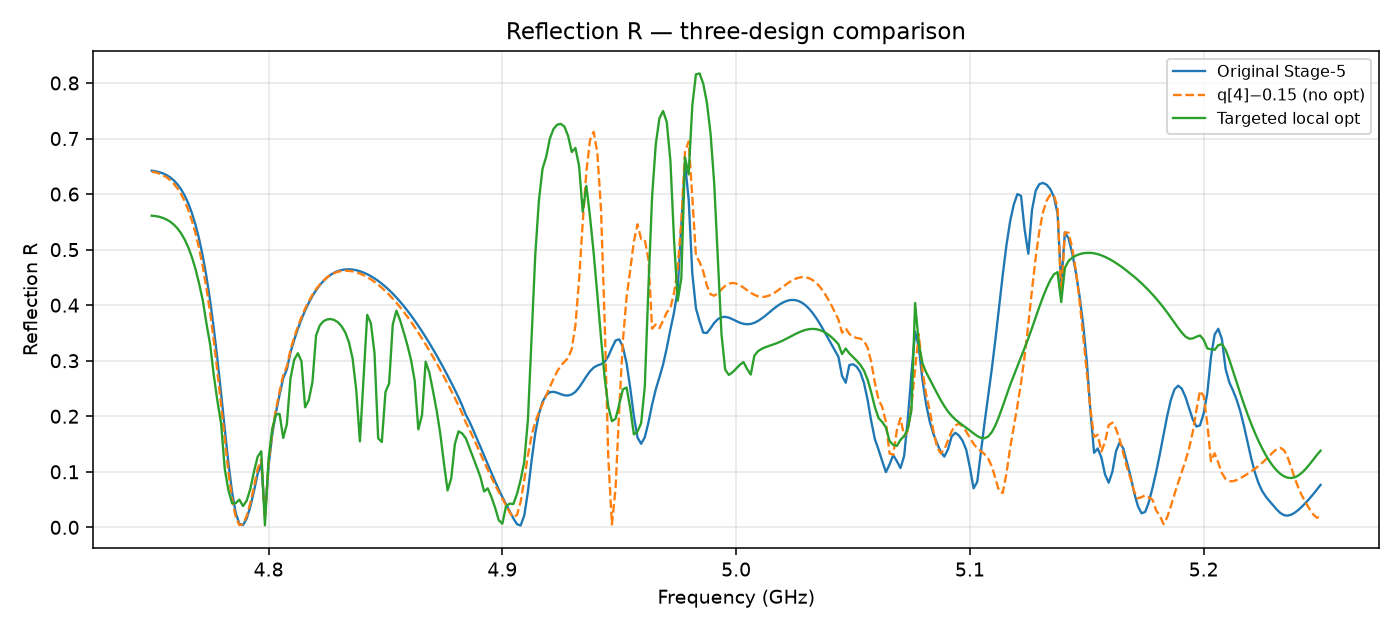 Reflection R — three-design comparison
Original Stage-5
q[4]−0.15 (no opt)
Targeted local opt
Reflection R
0.8
0.7
0.6
0.5
0.4
0.3
0.2
0.1
0.0
4.8 4.9 5.0 5.1 5.2
Frequency (GHz)